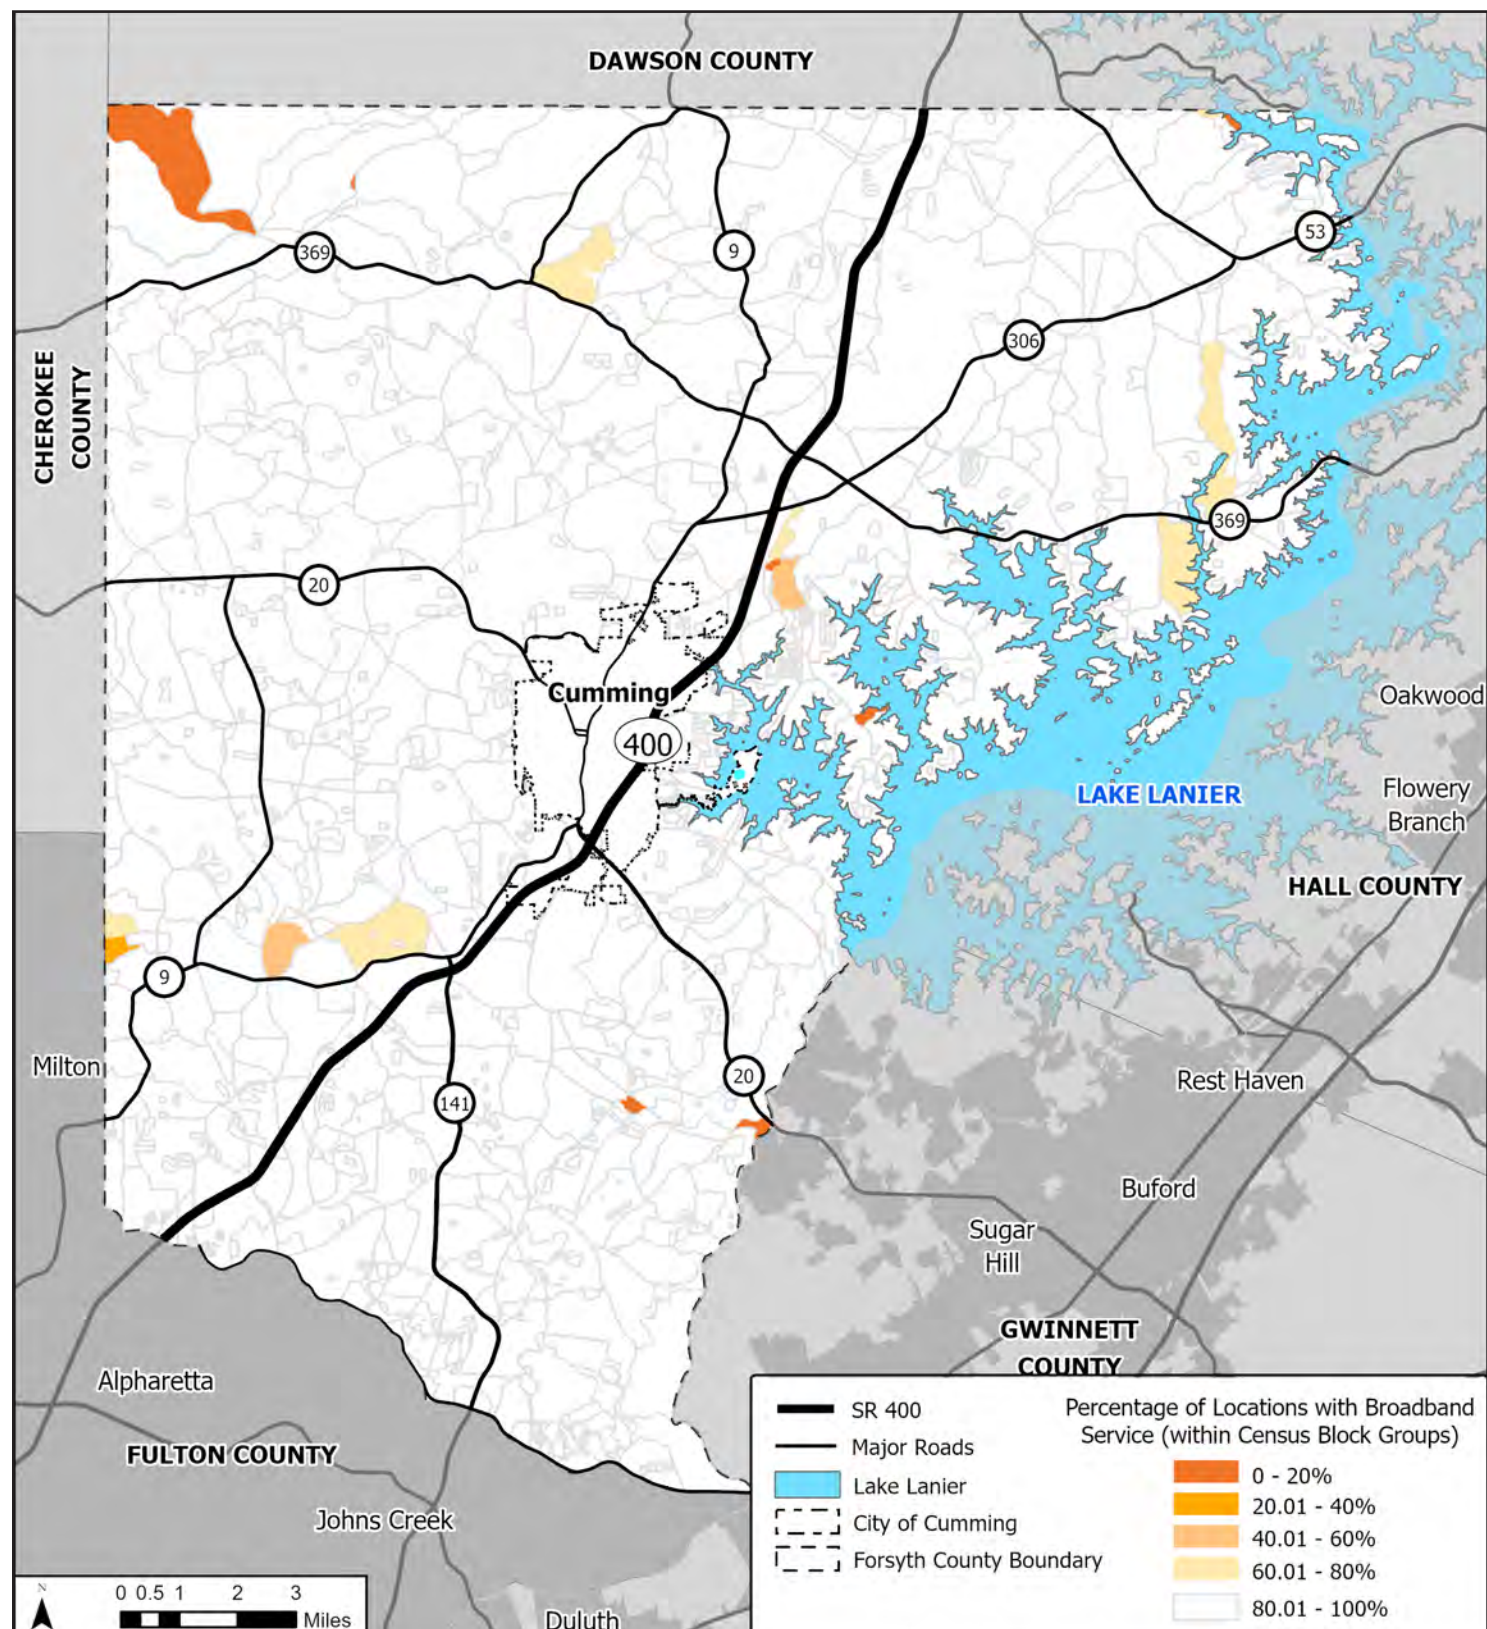 DAWSON COUNTY
53
369
9
306
CHEROKEE
COUNTY
369
20
Cumming
400
Oakwood
LAKE LANIER
Flowery
Branch
HALL COUNTY
9
Milton
141
20
Rest Haven
Buford
Sugar
Hill
GWINNETT
COUNTY
Alpharetta
FULTON COUNTY
Johns Creek
Duluth
SR 400
Major Roads
Lake Lanier
City of Cumming
Forsyth County Boundary
Percentage of Locations with Broadband
Service (within Census Block Groups)
0 - 20%
20.01 - 40%
40.01 - 60%
60.01 - 80%
80.01 - 100%
N
0 0.5 1 2 3
Miles